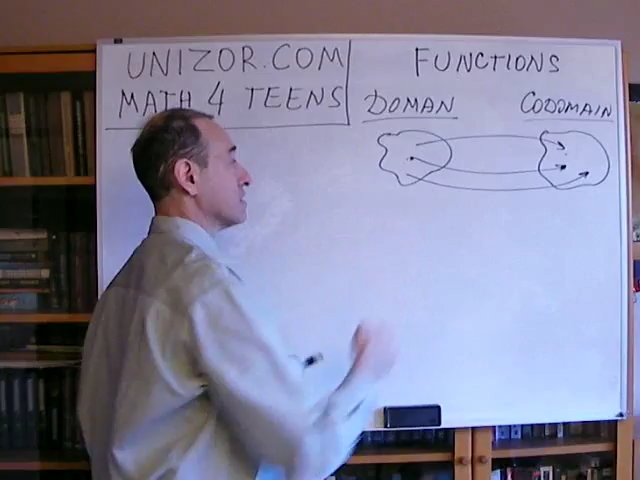 UNIZOR.COM
MATH 4 TEENS
FUNCTIONS
DOMAN
CODOMAIN